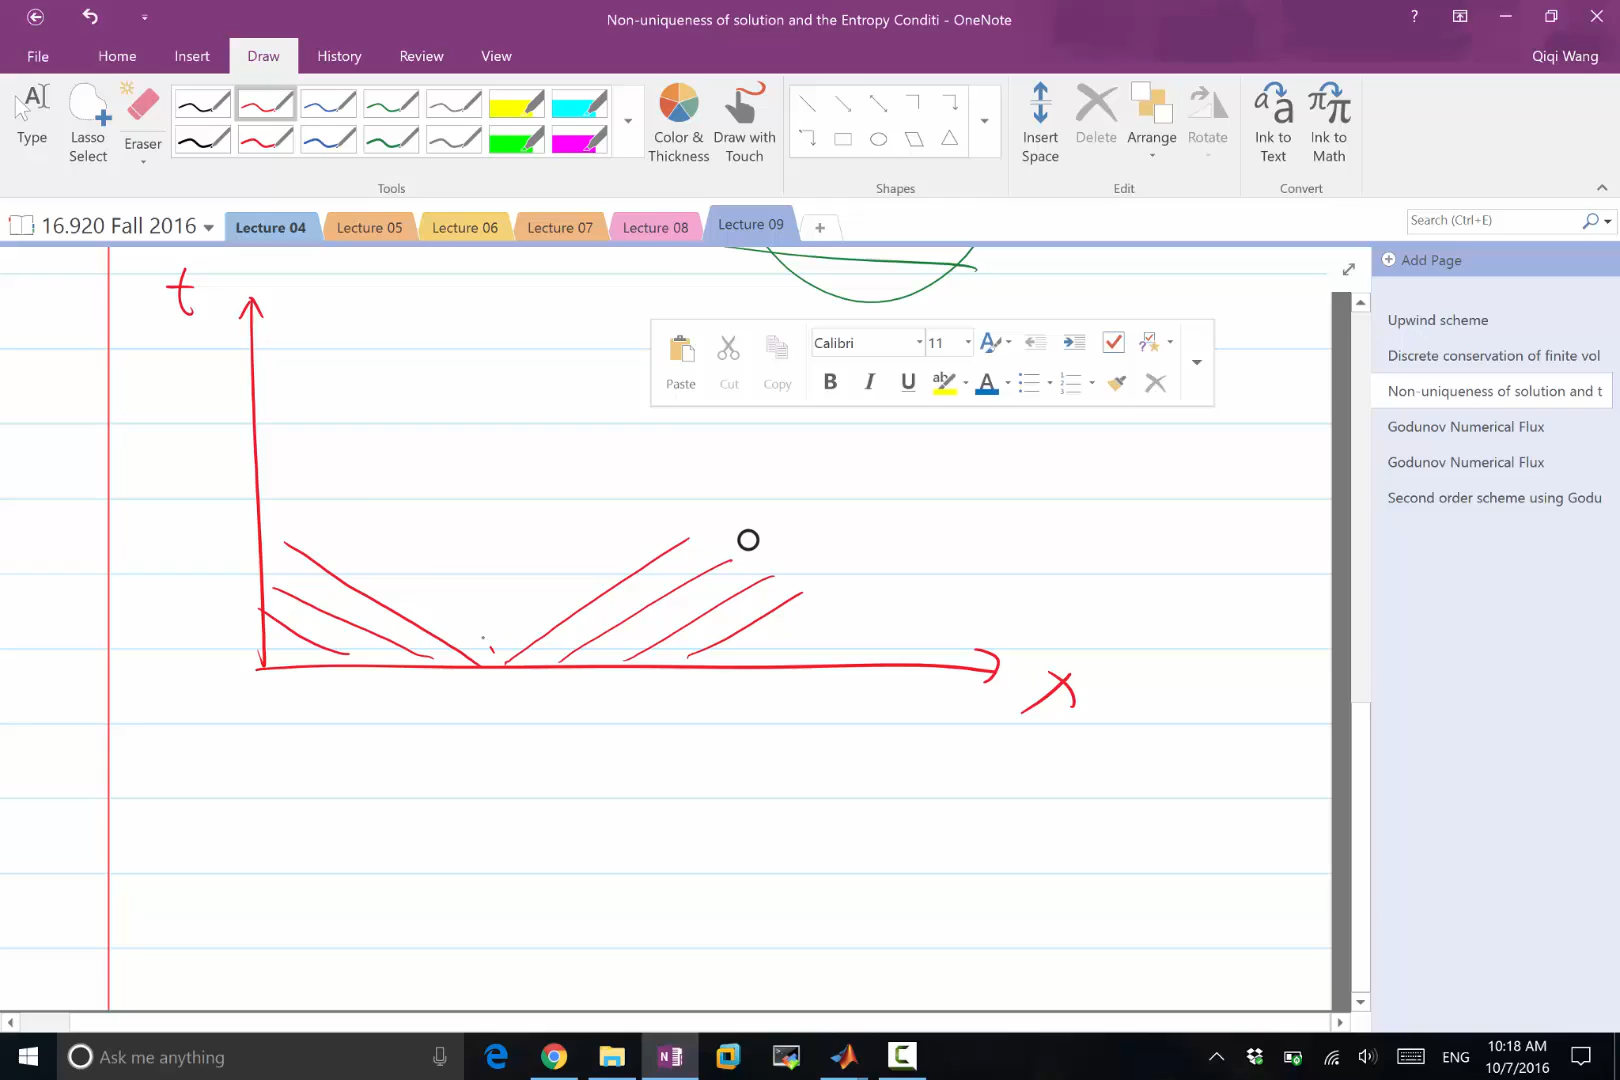 Non-uniqueness of solution and the Entropy Conditi - OneNote
?
File Home Insert Draw History Review View
Qiqi Wang
Type
Lasso Select
Eraser
Color & Thickness
Draw with Touch
Insert Space
Delete
Arrange
Rotate
Ink to Text
Ink to Math
Tools
Shapes
Edit
Convert
16.920 Fall 2016
Lecture 04
Lecture 05
Lecture 06
Lecture 07
Lecture 08
Lecture 09
+
Search (Ctrl+E)
Add Page
Upwind scheme
Discrete conservation of finite vol
Non-uniqueness of solution and t
Godunov Numerical Flux
Godunov Numerical Flux
Second order scheme using Godu
t
Paste
Cut
Copy
Calibri 11
B I U ab A
x
Ask me anything
ENG
10:18 AM
10/7/2016